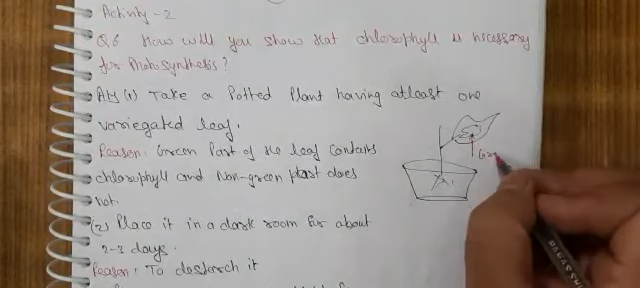 Activity - 2
Q6 How will you show that chlorophyll is necessary
for Photosynthesis?
Ans (1) Take a Potted Plant having atleast one
variegated leaf.
Reason: Green Part of the leaf contains
chlorophyll and Non-green part does
not.
(2) Place it in a dark room for about
2-3 days.
Reason: To destarch it
Gre